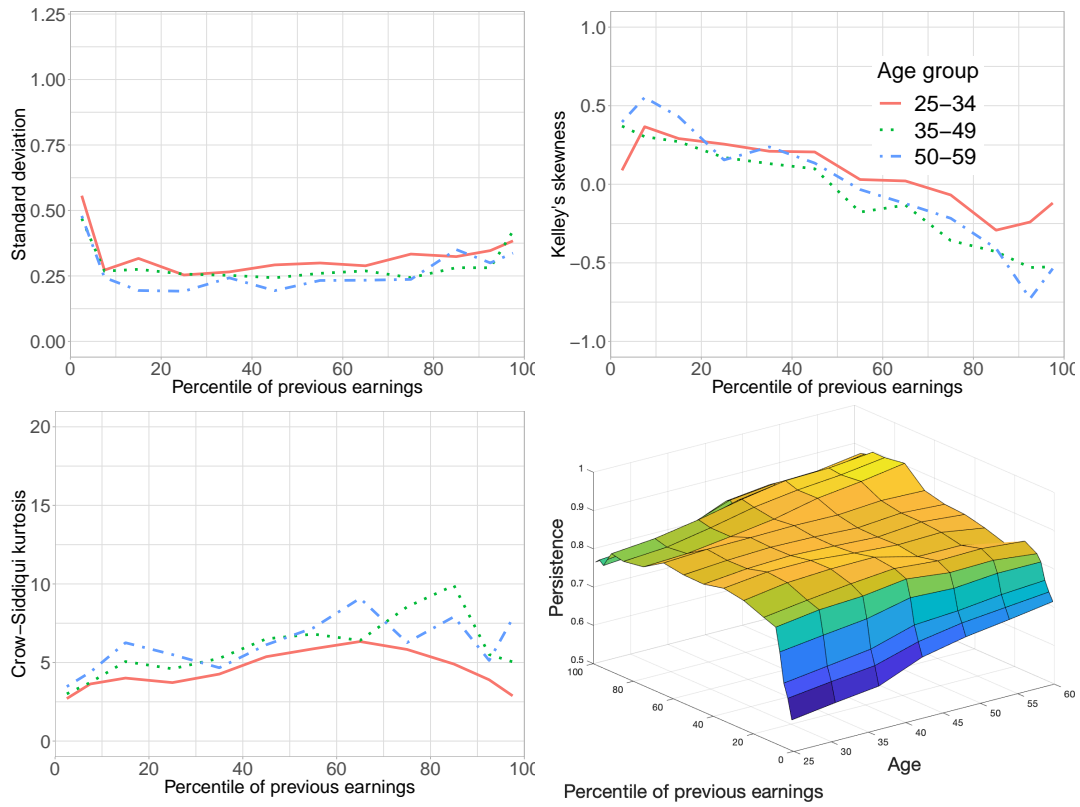 1.25
1.00
0.75
0.50
0.25
0.00
Standard deviation
0 20 40 60 80 100
Percentile of previous earnings
1.0
0.5
0.0
−0.5
−1.0
Kelley's skewness
Age group
25−34
35−49
50−59
0 20 40 60 80 100
Percentile of previous earnings
20
15
10
5
0
Crow−Siddiqui kurtosis
0 20 40 60 80 100
Percentile of previous earnings
1
0.9
0.8
0.7
0.6
0.5
Persistence
100 80 60 40 20 0
25 30 35 40 45 50 55 60
Age
Percentile of previous earnings